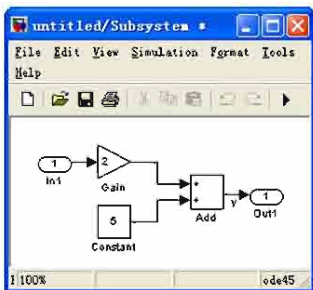 untitled/Subsystem *
File Edit View Simulation Format Tools
Help
1
In1
2
Gain
5
Constant
+
+
Add
y
1
Out1
100%
ode45